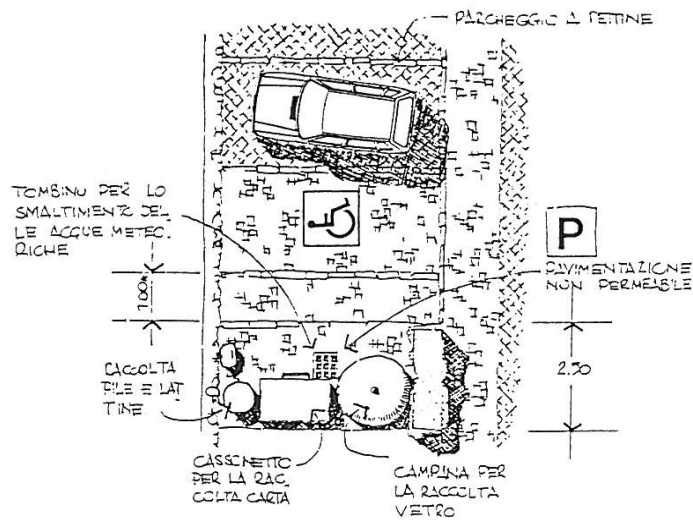 PARCHEGGIO A PETTINE
TOMBINO PER LO
SMALTIMENTO DEL
LE ACQUE METEO.
RICHE
P
PAVIMENTAZIONE
NON PERMEABILE
1.00
2.50
RACCOLTA
PILE E LAT
TINE
CASSONETTO
PER LA RAC
COLTA CARTA
CAMPANA PER
LA RACCOLTA
VETRO